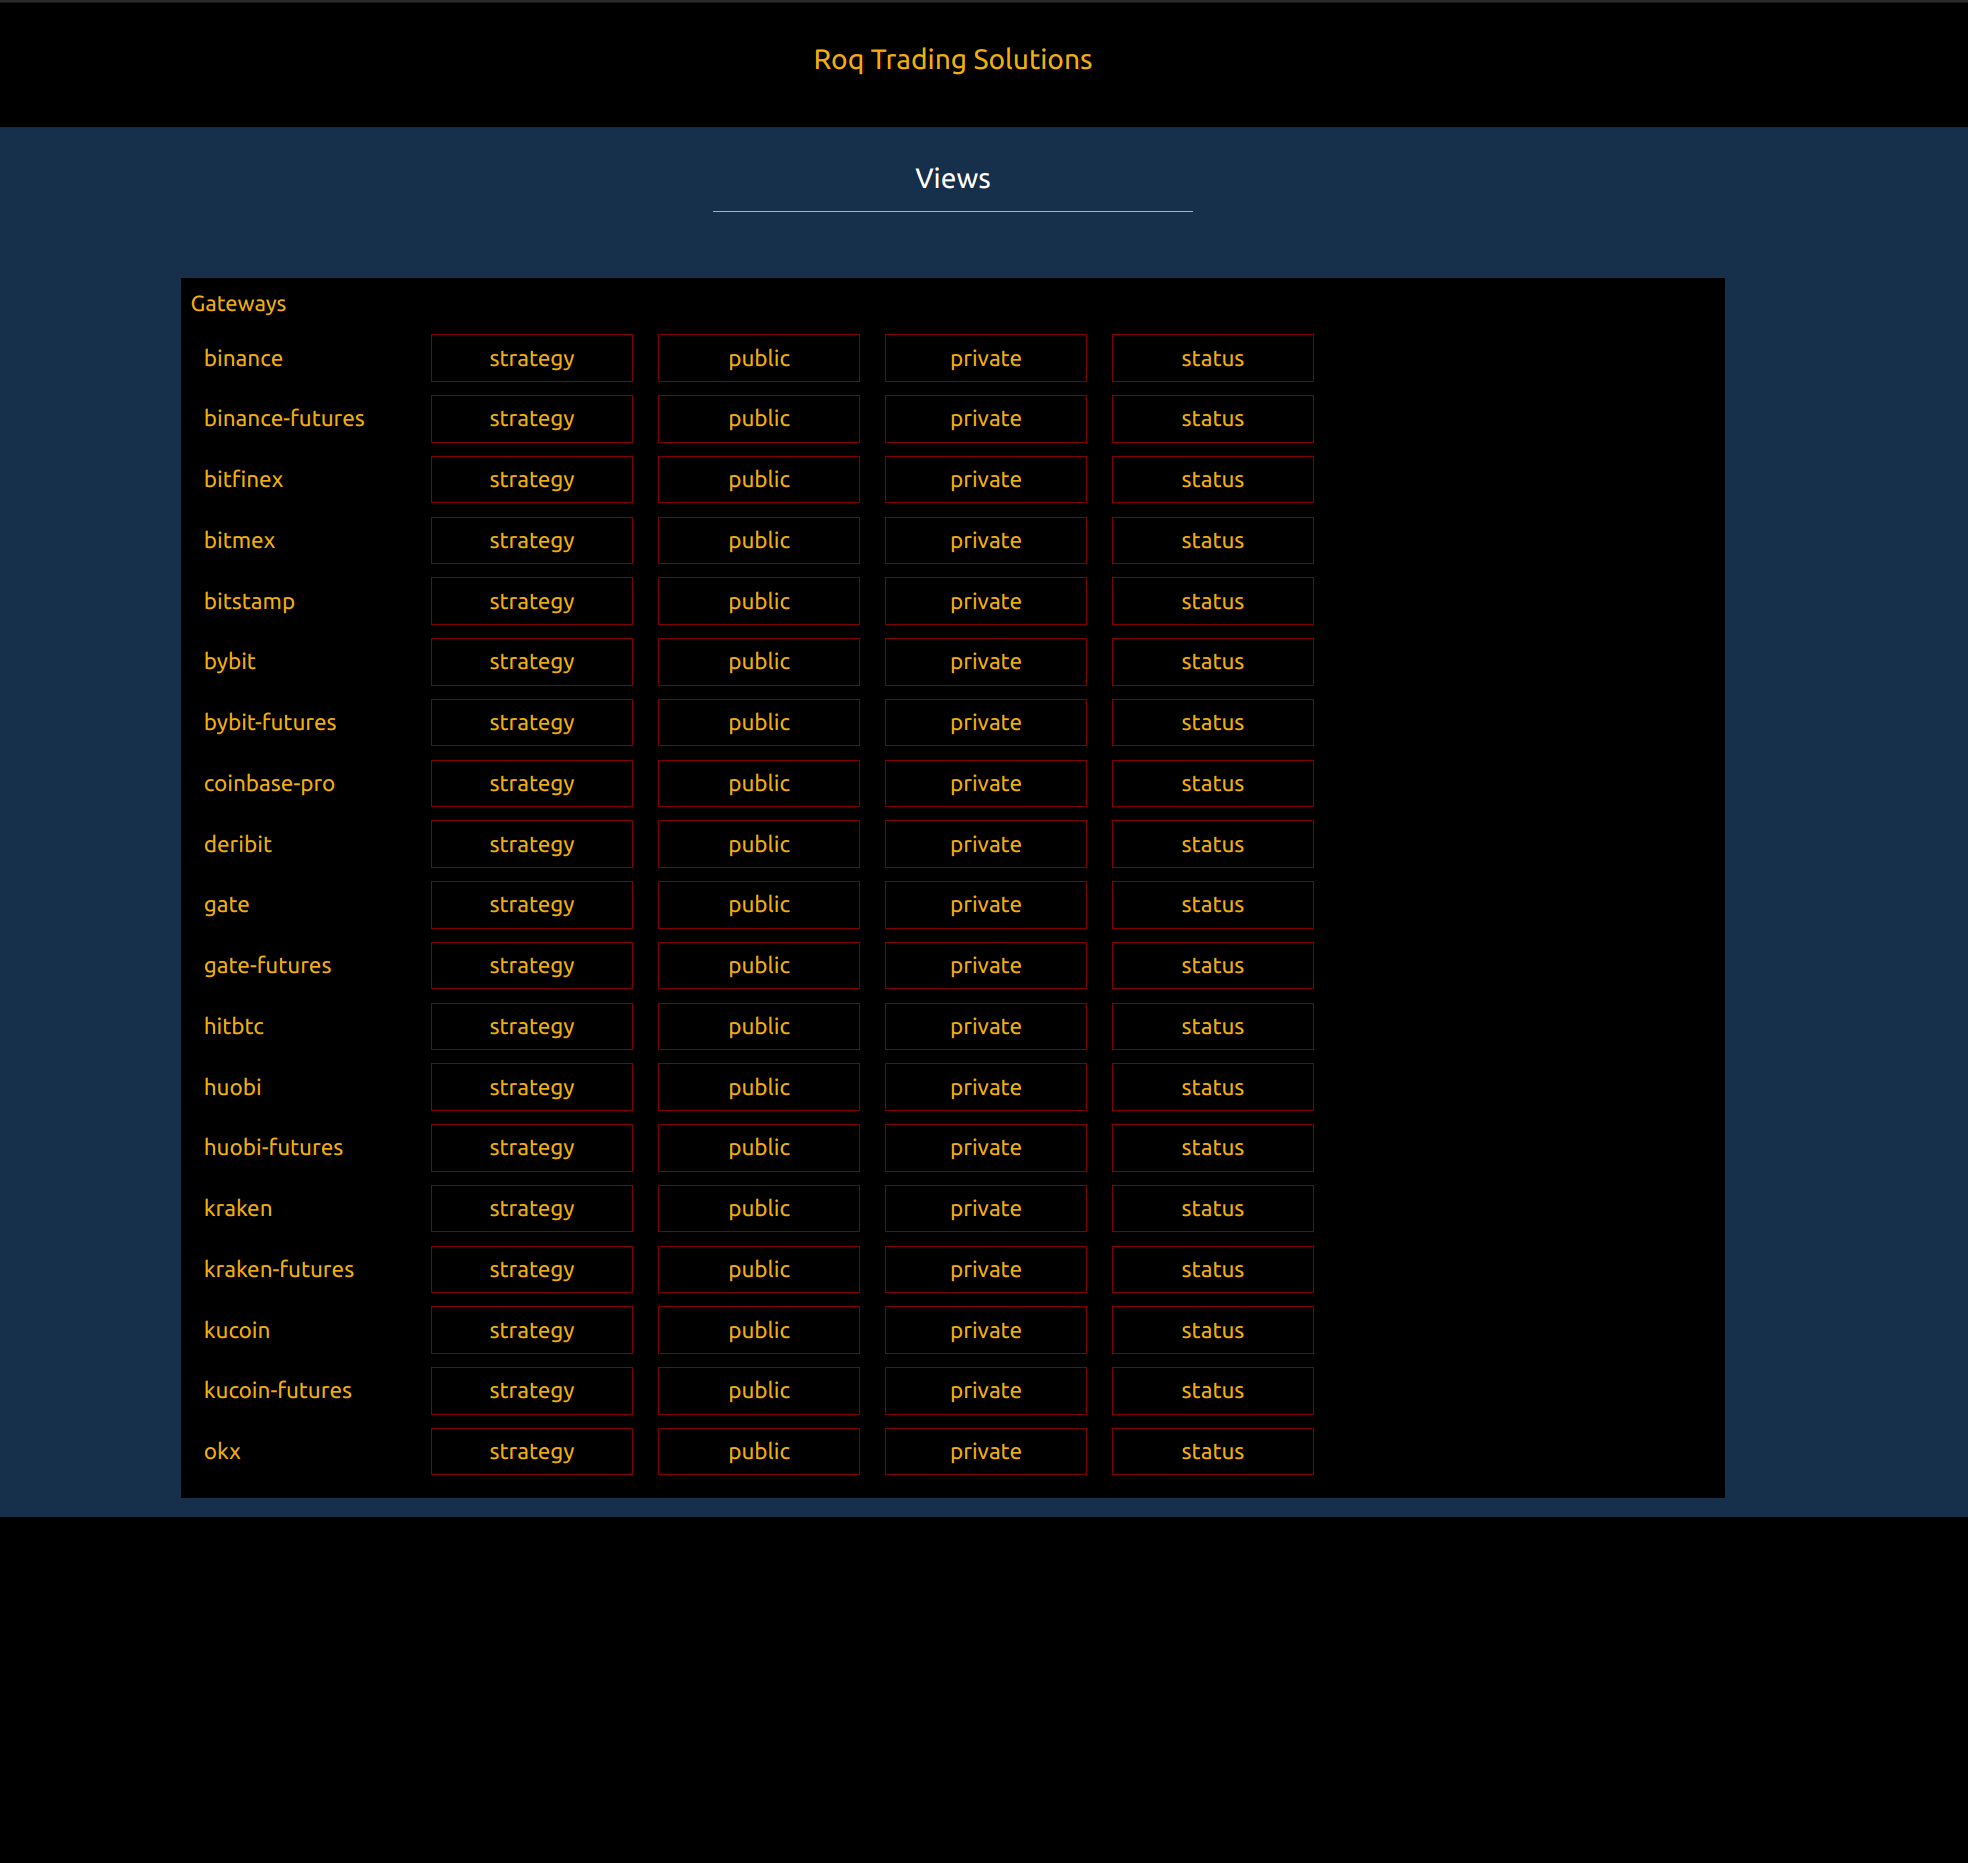 Roq Trading Solutions
Views
Gateways
binance strategy public private status
binance-futures strategy public private status
bitfinex strategy public private status
bitmex strategy public private status
bitstamp strategy public private status
bybit strategy public private status
bybit-futures strategy public private status
coinbase-pro strategy public private status
deribit strategy public private status
gate strategy public private status
gate-futures strategy public private status
hitbtc strategy public private status
huobi strategy public private status
huobi-futures strategy public private status
kraken strategy public private status
kraken-futures strategy public private status
kucoin strategy public private status
kucoin-futures strategy public private status
okx strategy public private status